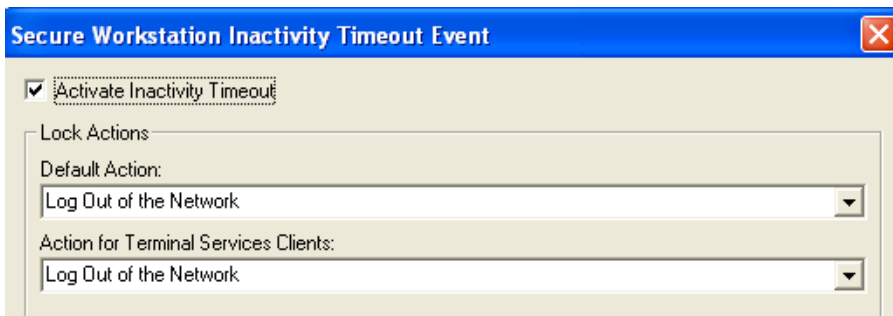 Secure Workstation Inactivity Timeout Event
Activate Inactivity Timeout
Lock Actions
Default Action:
Log Out of the Network
Action for Terminal Services Clients:
Log Out of the Network